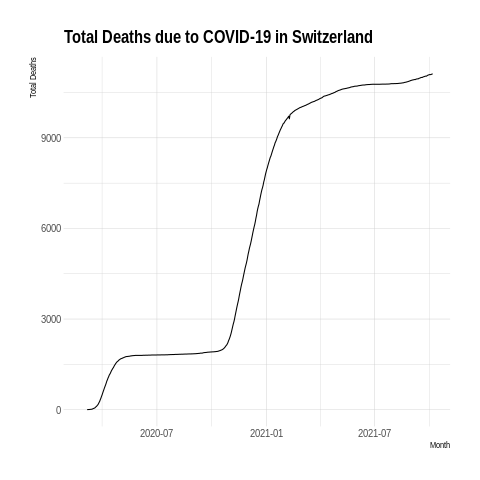 Total Deaths due to COVID-19 in Switzerland
Total Deaths
9000
6000
3000
0
2020-07
2021-01
2021-07
Month